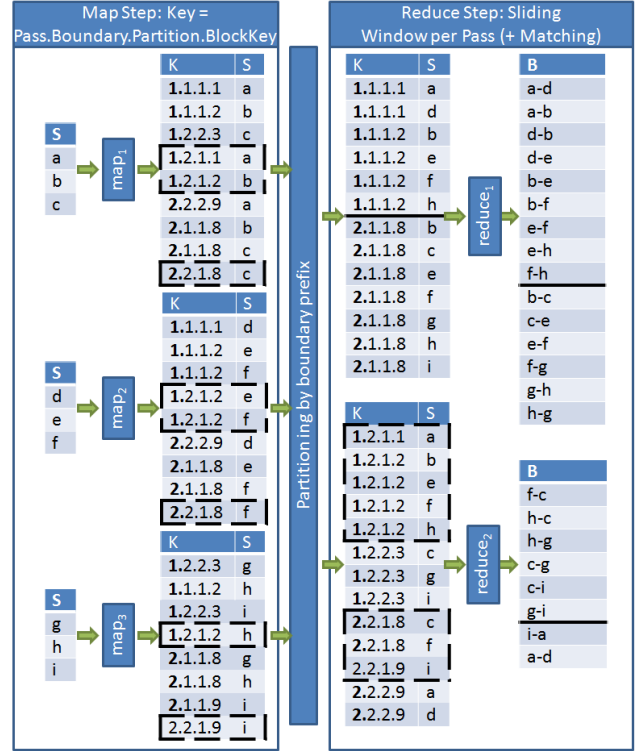 Map Step: Key =
Pass.Boundary.Partition.BlockKey
S
a
b
c
map1
K S
1.1.1.1 a
1.1.1.2 b
1.2.2.3 c
1.2.1.1 a
1.2.1.2 b
2.2.2.9 a
2.1.1.8 b
2.1.1.8 c
2.2.1.8 c
S
d
e
f
map2
K S
1.1.1.1 d
1.1.1.2 e
1.1.1.2 f
1.2.1.2 e
1.2.1.2 f
2.2.2.9 d
2.1.1.8 e
2.1.1.8 f
2.2.1.8 f
S
g
h
i
map3
K S
1.2.2.3 g
1.1.1.2 h
1.2.2.3 i
1.2.1.2 h
2.1.1.8 g
2.1.1.8 h
2.1.1.9 i
2.2.1.9 i
Partitioning by boundary prefix
Reduce Step: Sliding
Window per Pass (+ Matching)
K S
1.1.1.1 a
1.1.1.1 d
1.1.1.2 b
1.1.1.2 e
1.1.1.2 f
1.1.1.2 h
2.1.1.8 b
2.1.1.8 c
2.1.1.8 e
2.1.1.8 f
2.1.1.8 g
2.1.1.8 h
2.1.1.8 i
reduce1
B
a-d
a-b
d-b
d-e
b-e
b-f
e-f
e-h
f-h
b-c
c-e
e-f
f-g
g-h
h-g
K S
1.2.1.1 a
1.2.1.2 b
1.2.1.2 e
1.2.1.2 f
1.2.1.2 h
1.2.2.3 c
1.2.2.3 g
1.2.2.3 i
2.2.1.8 c
2.2.1.8 f
2.2.1.9 i
2.2.2.9 a
2.2.2.9 d
reduce2
B
f-c
h-c
h-g
c-g
c-i
g-i
i-a
a-d